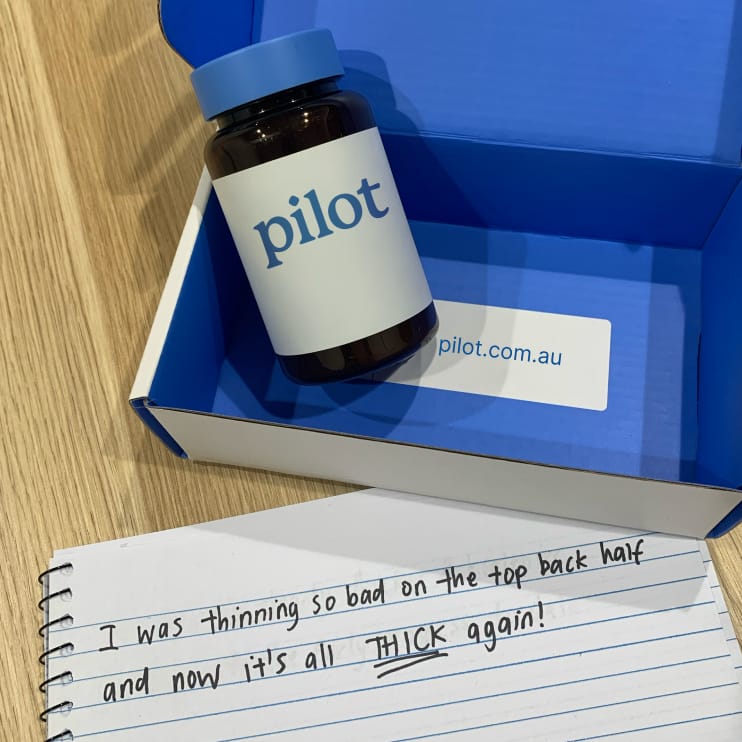 pilot
pilot.com.au
I was thinning so bad on the top back half
and now it's all THICK again!